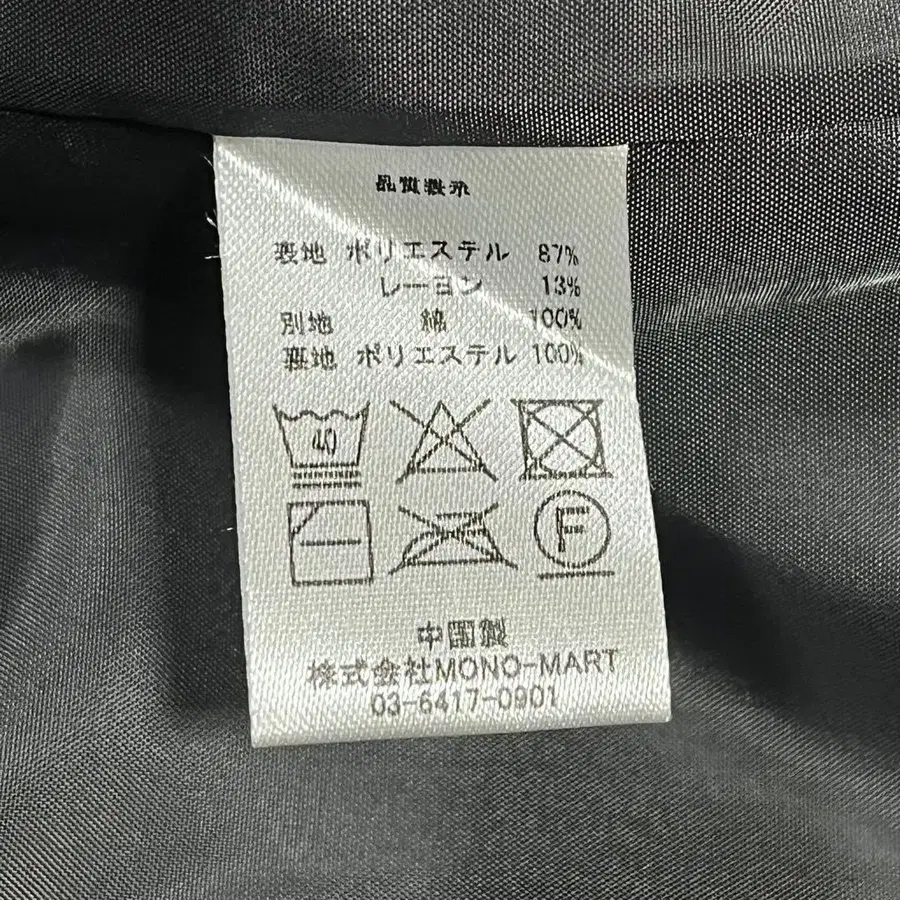 品質表示
表地 ポリエステル 87%
レーヨン 13%
別地 綿 100%
裏地 ポリエステル 100%
40
F
中国製
株式会社MONO-MART
03-6417-0901